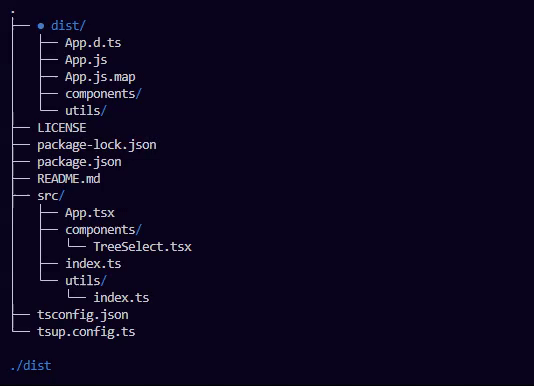 .
├── ● dist/
│   ├── App.d.ts
│   ├── App.js
│   ├── App.js.map
│   ├── components/
│   └── utils/
├── LICENSE
├── package-lock.json
├── package.json
├── README.md
├── src/
│   ├── App.tsx
│   ├── components/
│   │   └── TreeSelect.tsx
│   ├── index.ts
│   └── utils/
│       └── index.ts
├── tsconfig.json
└── tsup.config.ts
./dist